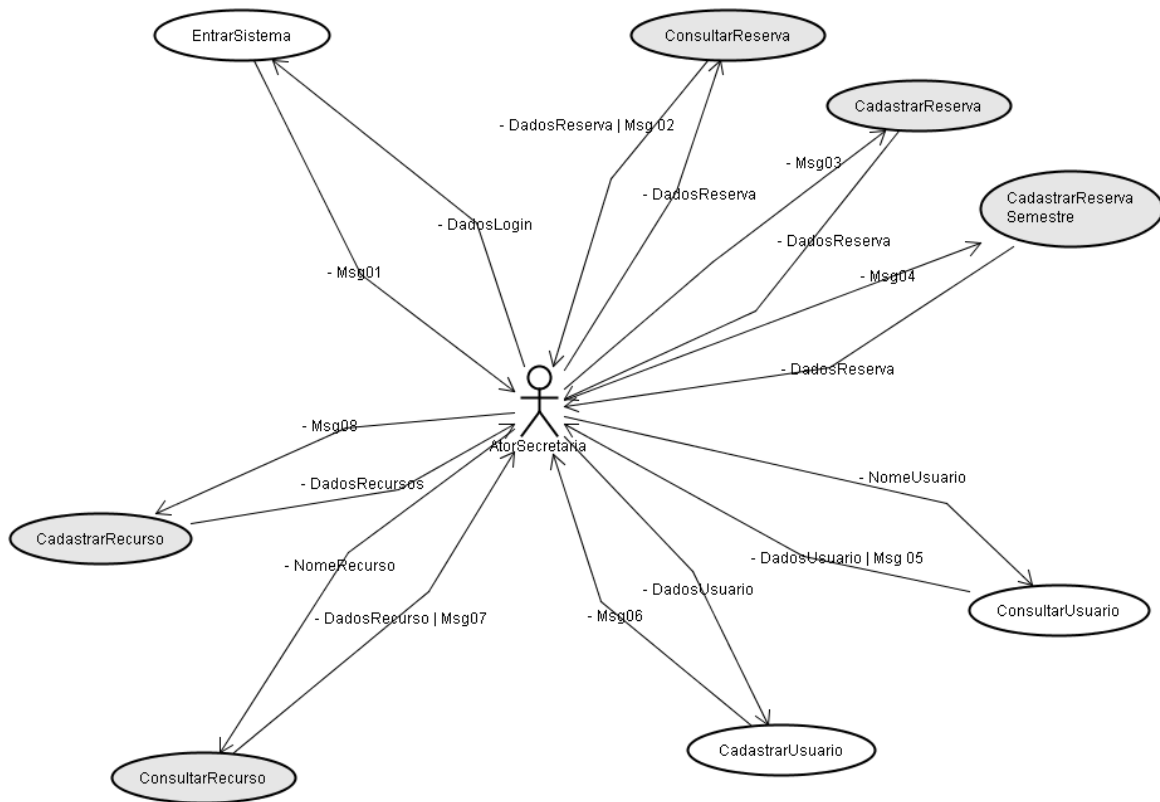 EntrarSistema
ConsultarReserva
CadastrarReserva
- DadosReserva | Msg 02
- Msg03
- DadosReserva
CadastrarReserva
Semestre
- DadosLogin
- DadosReserva
- Msg01
- Msg04
- DadosReserva
- Msg08
AtorSecretaria
- NomeUsuario
- DadosRecursos
CadastrarRecurso
- NomeRecurso
- DadosUsuario | Msg 05
- DadosUsuario
ConsultarUsuario
- DadosRecurso | Msg07
- Msg06
CadastrarUsuario
ConsultarRecurso